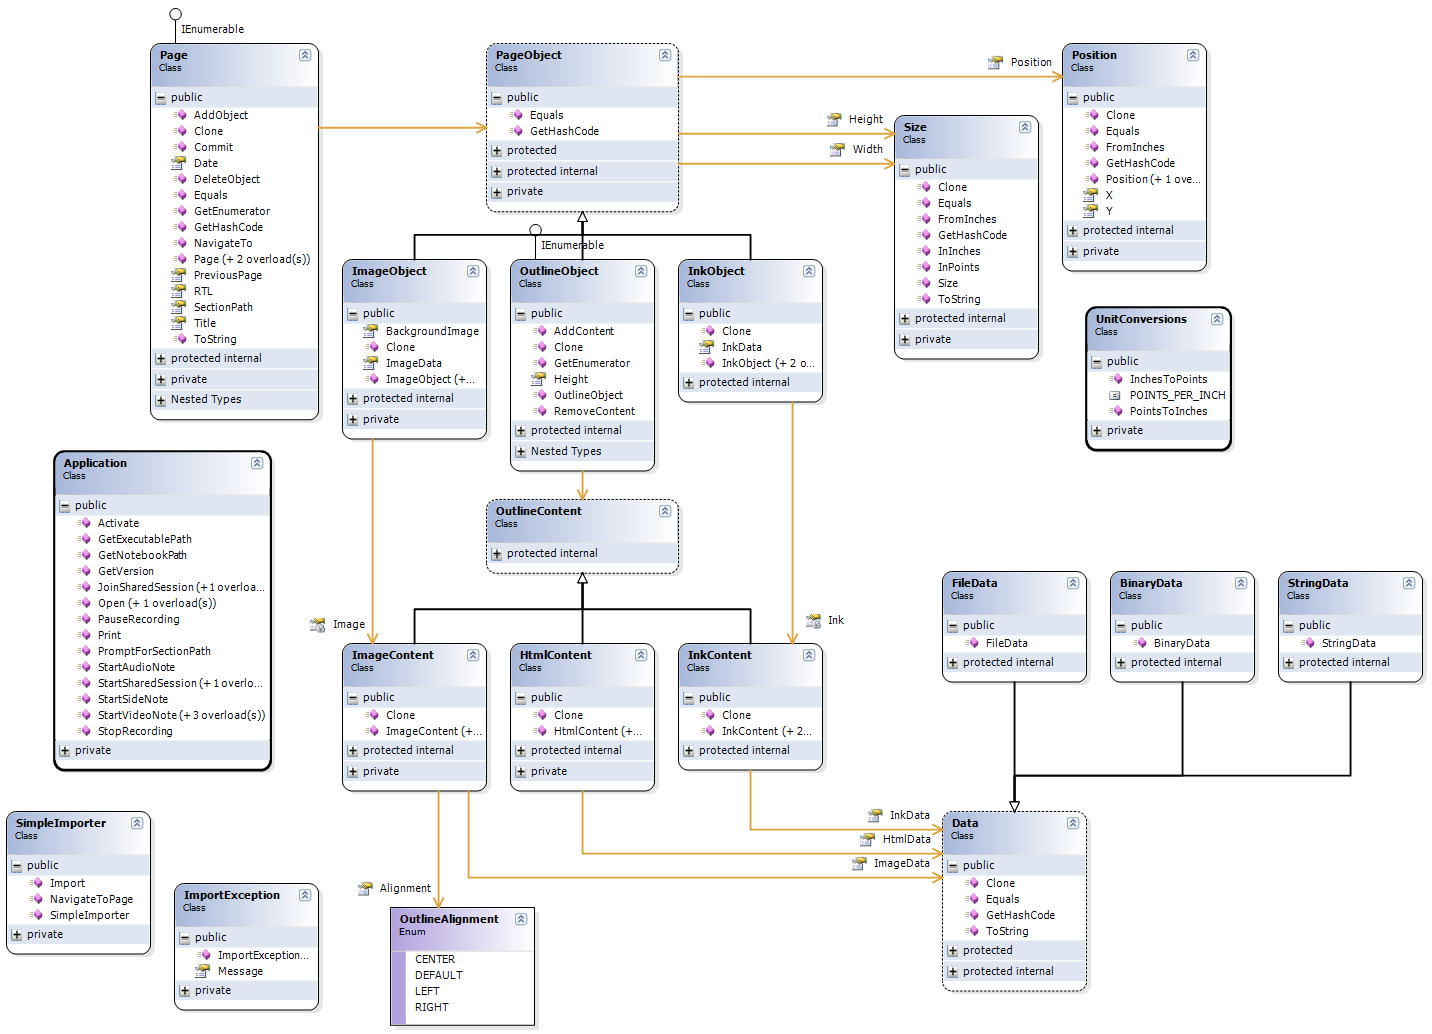 IEnumerable
Page
Class
public
AddObject
Clone
Commit
Date
DeleteObject
Equals
GetEnumerator
GetHashCode
NavigateTo
Page (+ 2 overload(s))
PreviousPage
RTL
SectionPath
Title
ToString
protected internal
private
Nested Types
PageObject
Class
public
Equals
GetHashCode
protected
protected internal
private
Position
Height
Width
Position
Class
public
Clone
Equals
FromInches
GetHashCode
Position (+ 1 ove...
X
Y
protected internal
private
Size
Class
public
Clone
Equals
FromInches
GetHashCode
InInches
InPoints
Size
ToString
protected internal
private
IEnumerable
ImageObject
Class
public
BackgroundImage
Clone
ImageData
ImageObject (+...
protected internal
private
OutlineObject
Class
public
AddContent
Clone
GetEnumerator
Height
OutlineObject
RemoveContent
protected internal
Nested Types
InkObject
Class
public
Clone
InkData
InkObject (+ 2 o...
protected internal
UnitConversions
Class
public
InchesToPoints
POINTS_PER_INCH
PointsToInches
private
Application
Class
public
Activate
GetExecutablePath
GetNotebookPath
GetVersion
JoinSharedSession (+1 overloa...
Open (+ 1 overload(s))
PauseRecording
Print
PromptForSectionPath
StartAudioNote
StartSharedSession (+ 1 overlo...
StartSideNote
StartVideoNote (+3 overload(s))
StopRecording
private
OutlineContent
Class
protected internal
Image
Ink
ImageContent
Class
public
Clone
ImageContent (+...
protected internal
private
HtmlContent
Class
public
Clone
HtmlContent (+...
protected internal
private
InkContent
Class
public
Clone
InkContent (+ 2...
protected internal
FileData
Class
public
FileData
protected internal
BinaryData
Class
public
BinaryData
protected internal
StringData
Class
public
StringData
protected internal
InkData
HtmlData
ImageData
Alignment
Data
Class
public
Clone
Equals
GetHashCode
ToString
protected
protected internal
SimpleImporter
Class
public
Import
NavigateToPage
SimpleImporter
private
ImportException
Class
public
ImportException...
Message
private
OutlineAlignment
Enum
CENTER
DEFAULT
LEFT
RIGHT